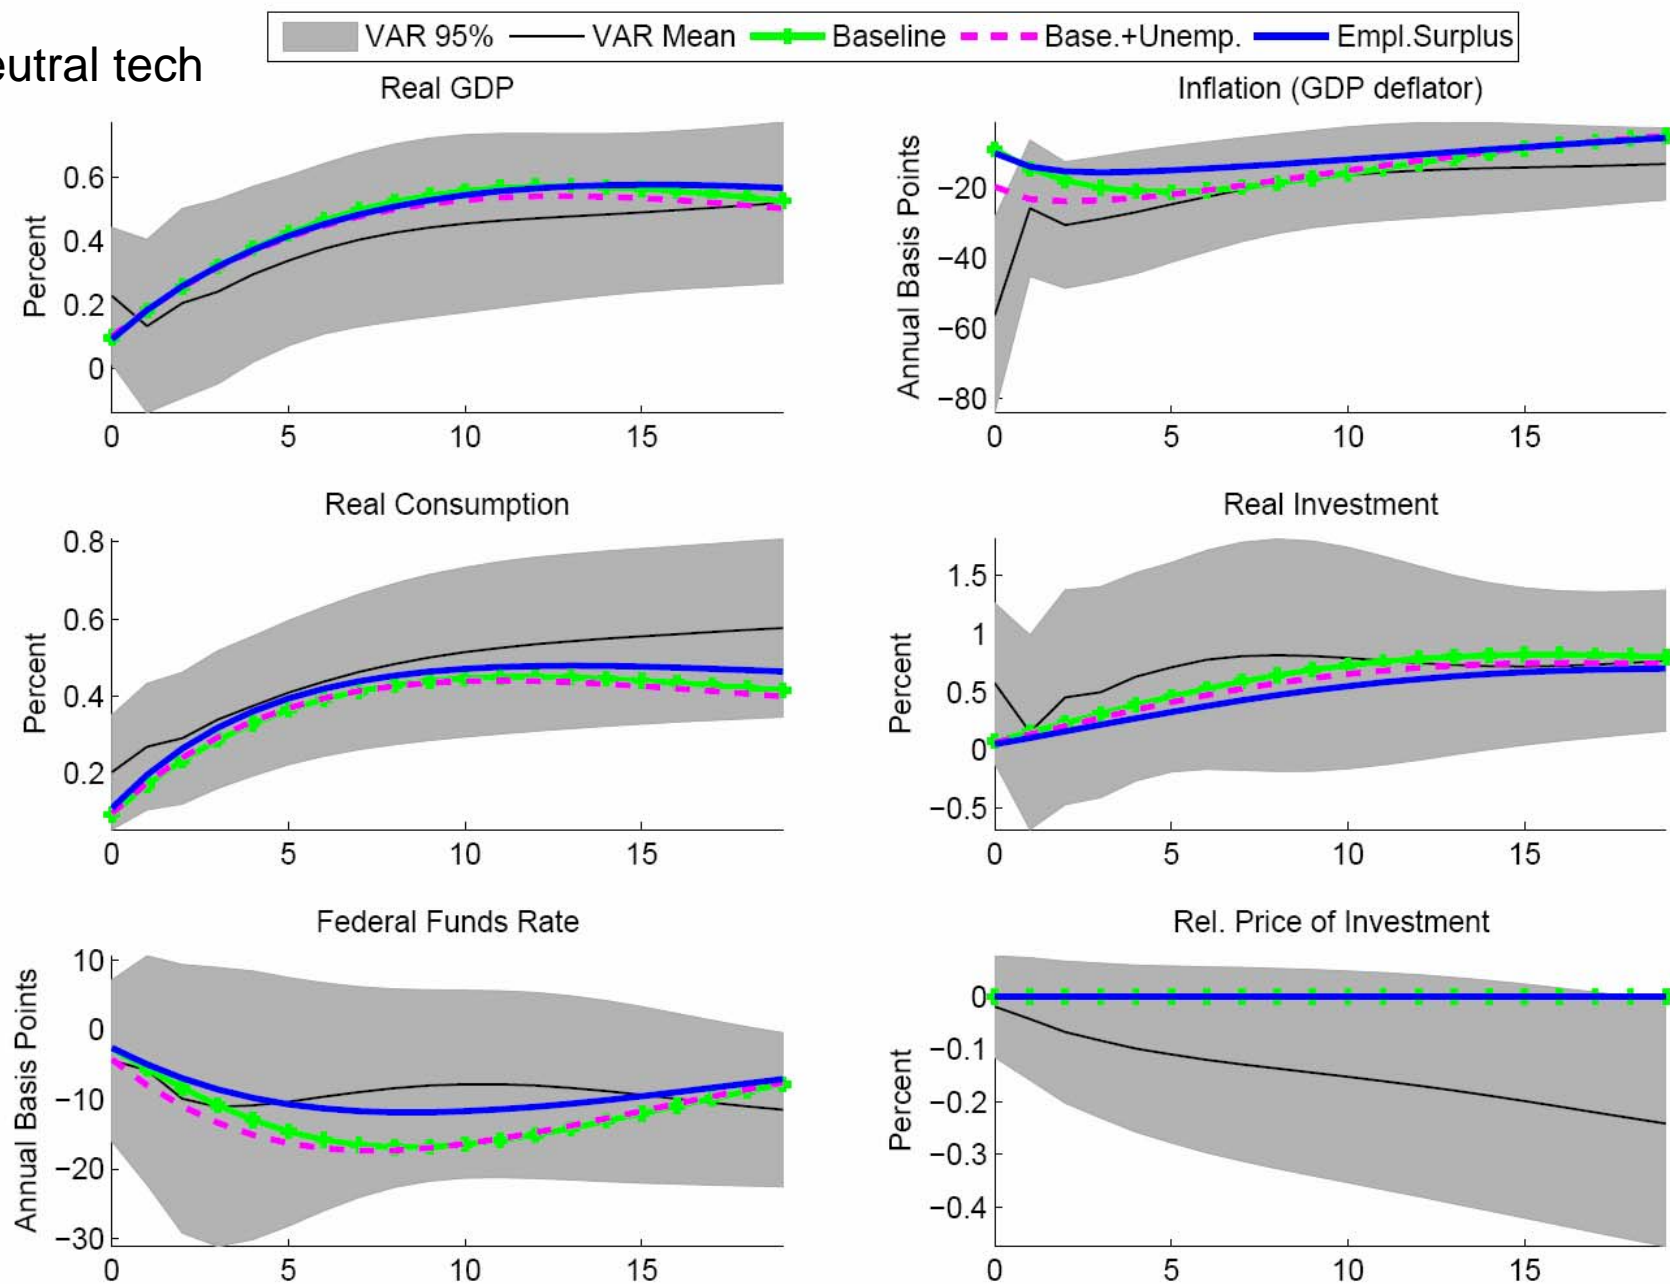 VAR 95% VAR Mean Baseline Base.+Unemp. Empl.Surplus
eutral tech
Real GDP
Percent
0.6
0.4
0.2
0
0 5 10 15
Inflation (GDP deflator)
Annual Basis Points
−20
−40
−60
−80
0 5 10 15
Real Consumption
Percent
0.8
0.6
0.4
0.2
0 5 10 15
Real Investment
Percent
1.5
1
0.5
0
−0.5
0 5 10 15
Federal Funds Rate
Annual Basis Points
10
0
−10
−20
−30
0 5 10 15
Rel. Price of Investment
Percent
0
−0.1
−0.2
−0.3
−0.4
0 5 10 15